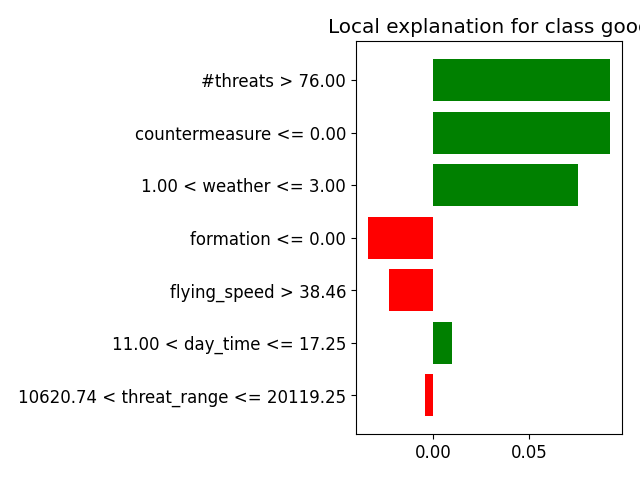 Local explanation for class good
#threats > 76.00
countermeasure <= 0.00
1.00 < weather <= 3.00
formation <= 0.00
flying_speed > 38.46
11.00 < day_time <= 17.25
10620.74 < threat_range <= 20119.25
0.00 0.05